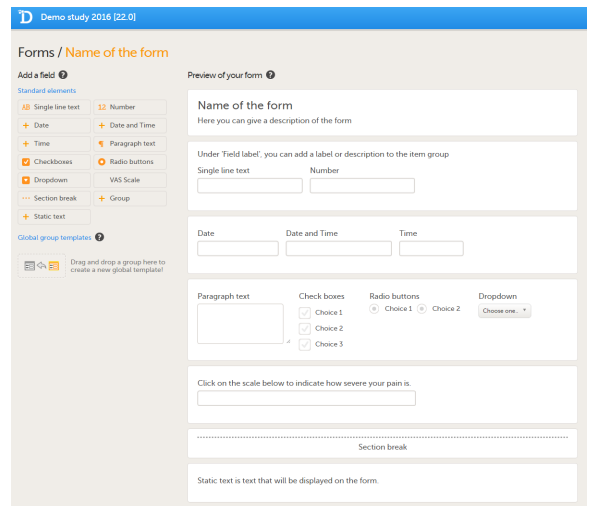 Demo study 2016 [22.0]
Forms / Name of the form
Add a field ?
Preview of your form ?
Standard elements
AB Single line text
12 Number
+ Date
+ Date and Time
+ Time
¶ Paragraph text
Checkboxes
Radio buttons
Dropdown
VAS Scale
Section break
+ Group
+ Static text
Global group templates ?
Drag and drop a group here to
create a new global template!
Name of the form
Here you can give a description of the form
Under 'Field label', you can add a label or description to the item group
Single line text
Number
Date
Date and Time
Time
Paragraph text
Check boxes
Radio buttons
Dropdown
Choice 1
Choice 2
Choice 3
Choice 1
Choice 2
Choose one..
Click on the scale below to indicate how severe your pain is.
Section break
Static text is text that will be displayed on the form.